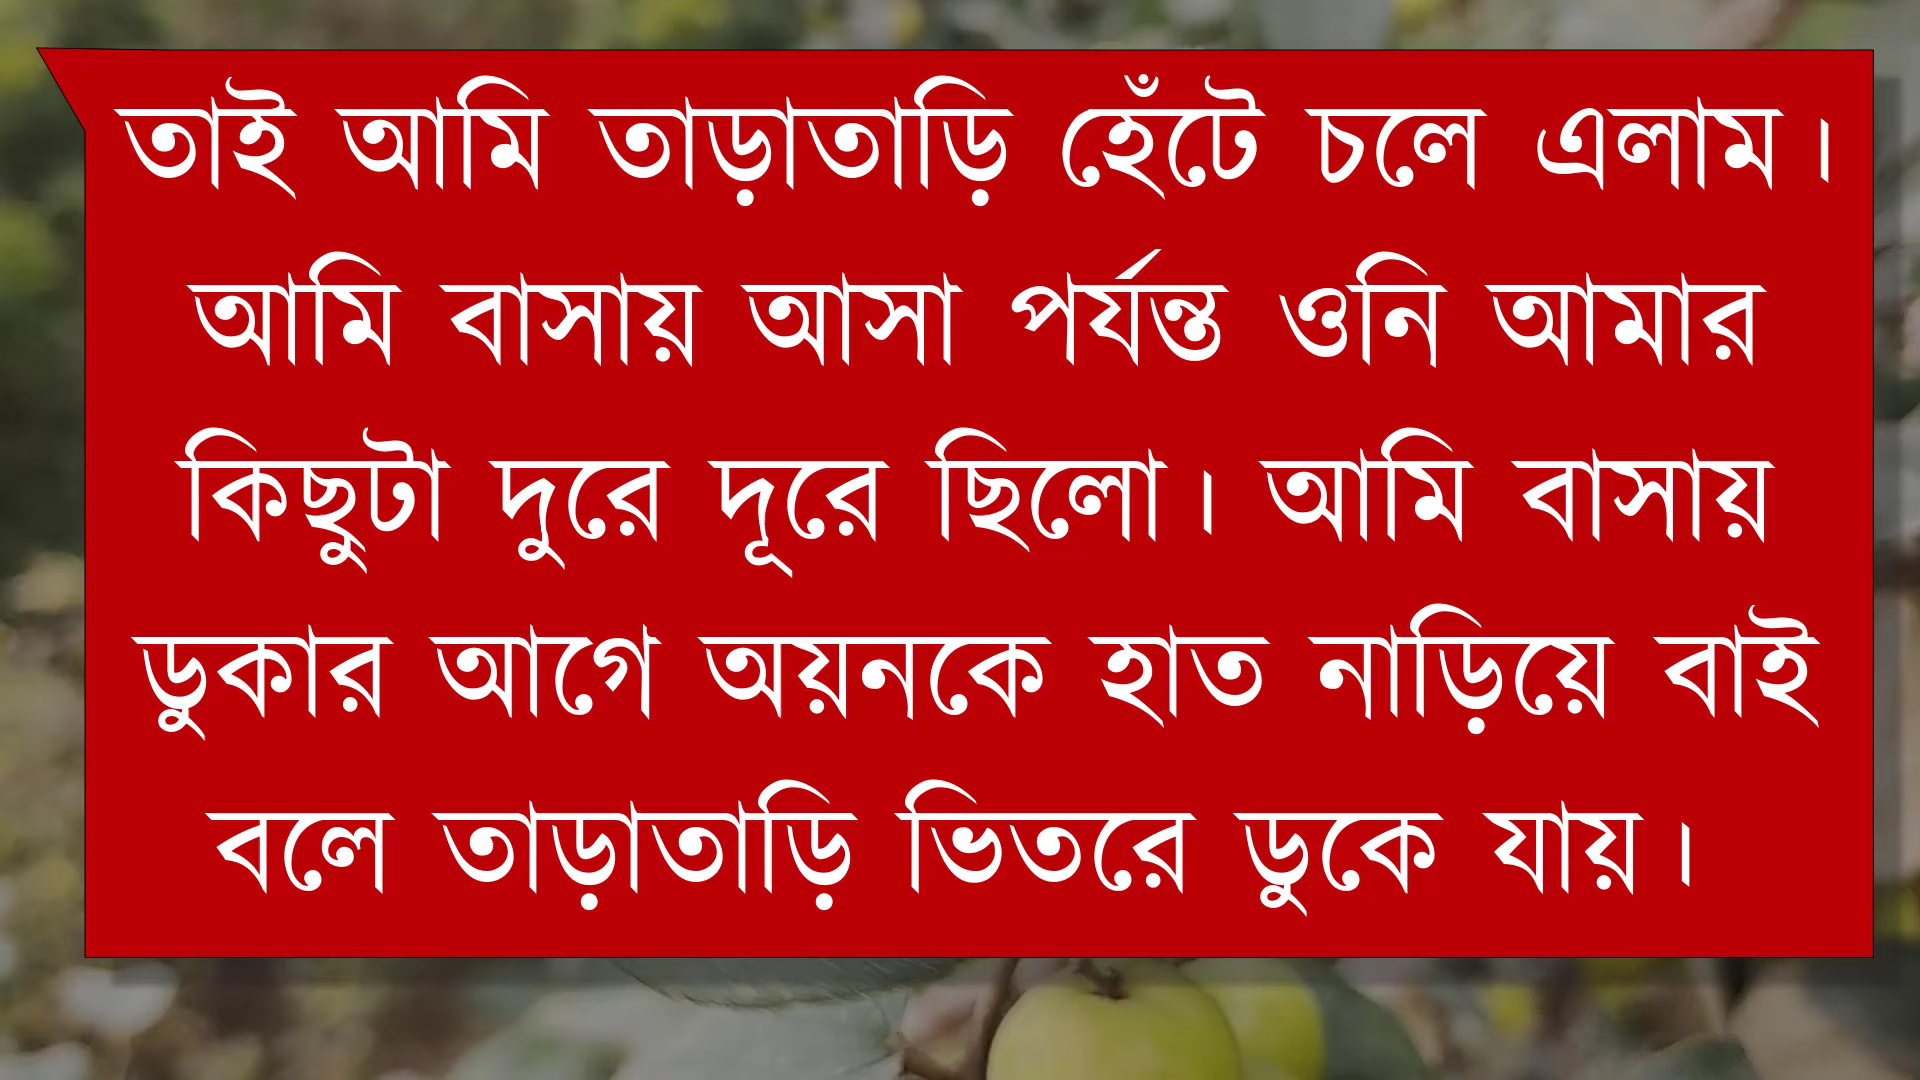 তাই আমি তাড়াতাড়ি হেঁটে চলে এলাম।
আমি বাসায় আসা পর্যন্ত ওনি আমার
কিছুটা দুরে দূরে ছিলো। আমি বাসায়
ডুকার আগে অয়নকে হাত নাড়িয়ে বাই
বলে তাড়াতাড়ি ভিতরে ডুকে যায়।